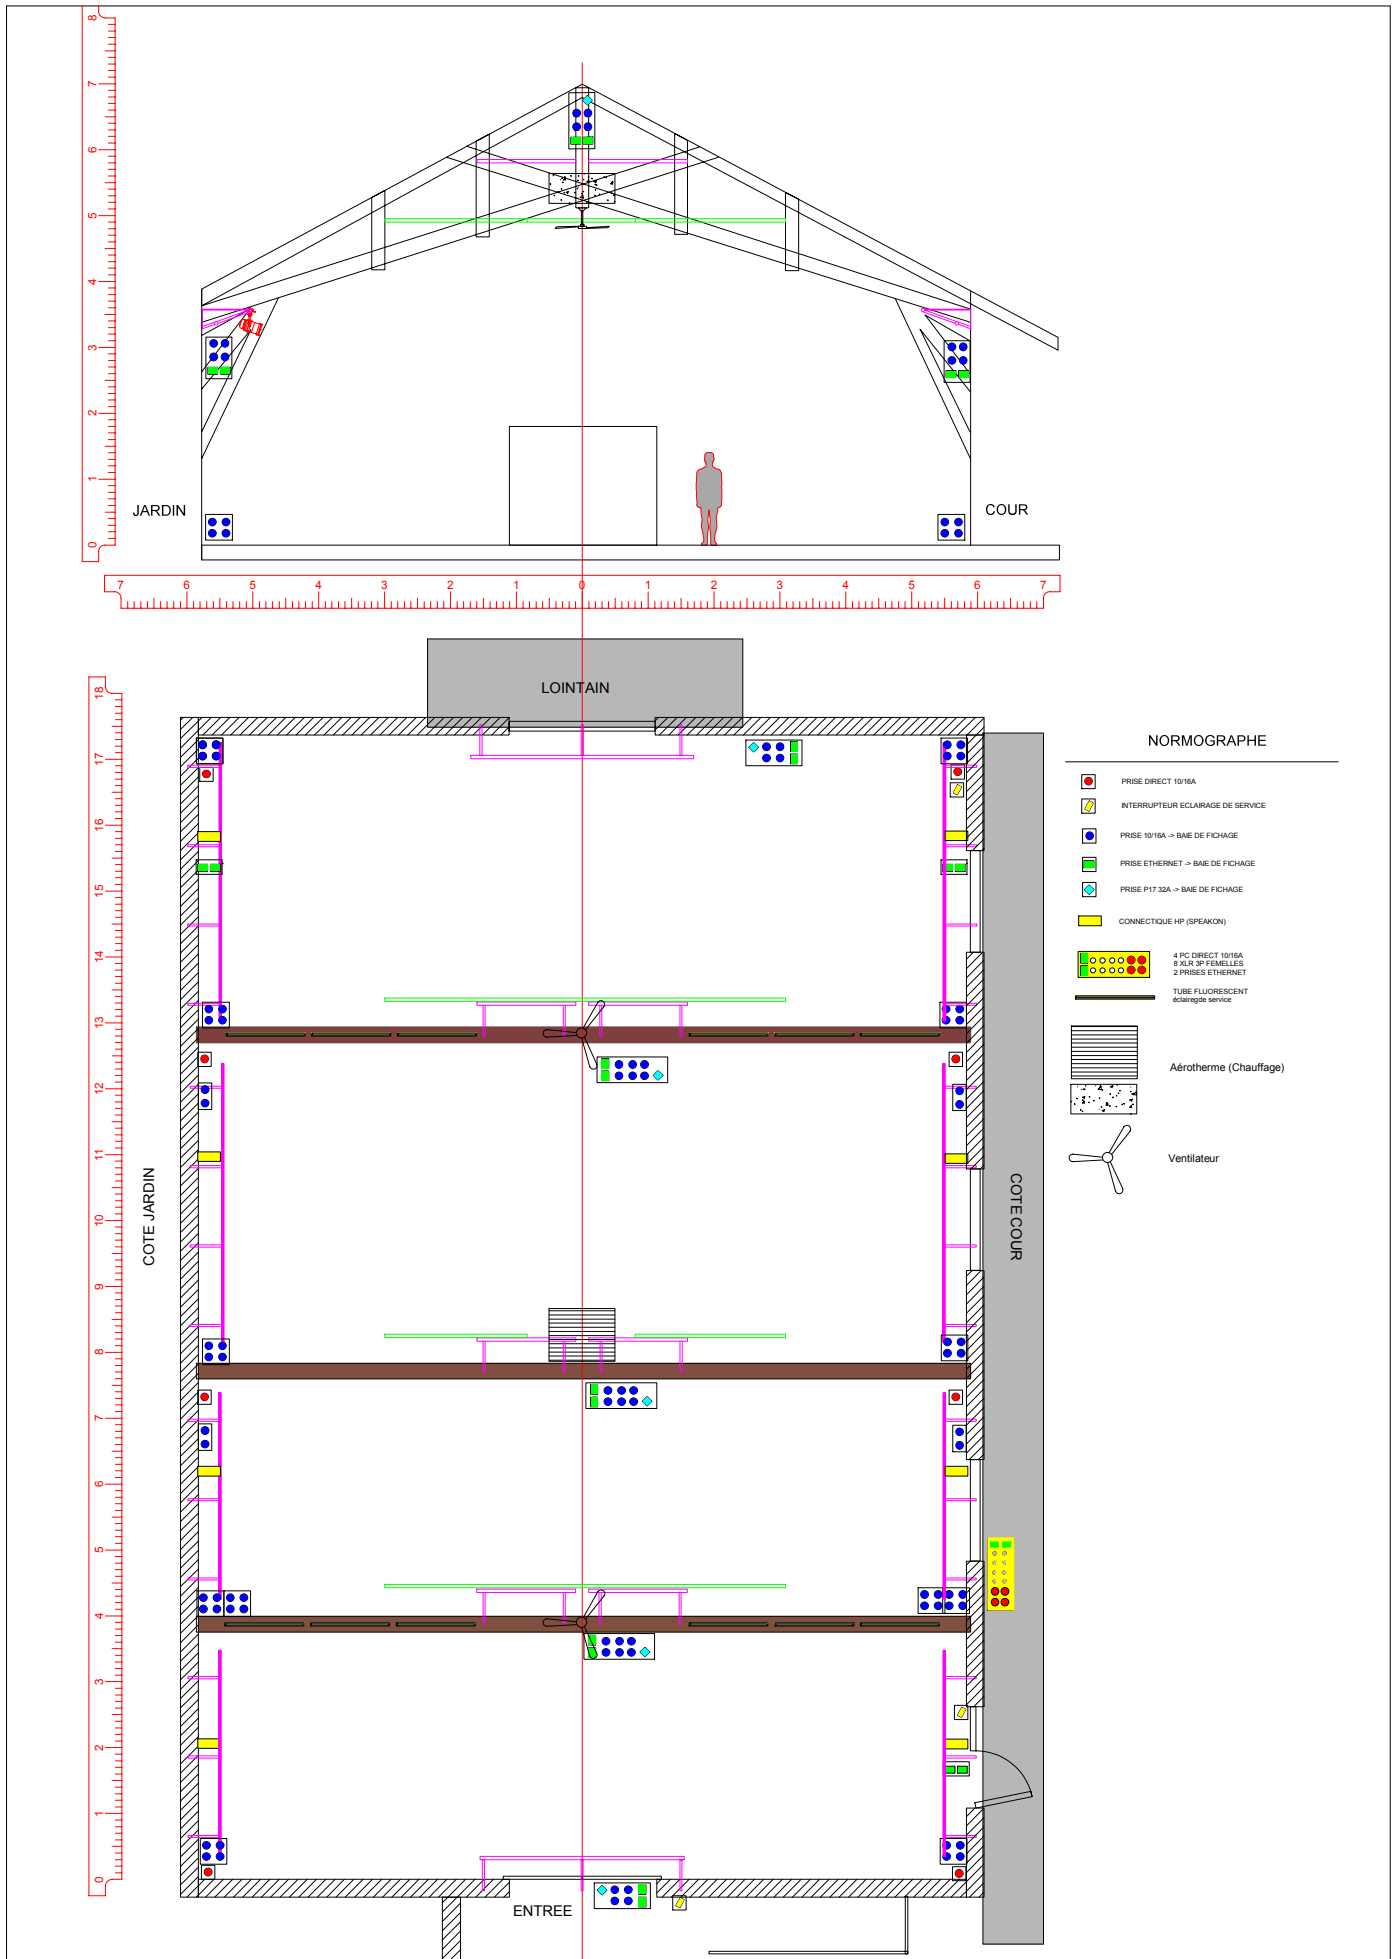 8
7
6
5
4
3
2
1
0
JARDIN
COUR
7 6 5 4 3 2 1 0 1 2 3 4 5 6 7
LOINTAIN
18
17
16
15
14
13
12
11
10
9
8
7
6
5
4
3
2
1
0
COTE JARDIN
COTE COUR
ENTREE
NORMOGRAPHE
PRISE DIRECT 10/16A
INTERRUPTEUR ECLAIRAGE DE SERVICE
PRISE 10/16A -> BAIE DE FICHAGE
PRISE ETHERNET -> BAIE DE FICHAGE
PRISE P17 32A -> BAIE DE FICHAGE
CONNECTIQUE HP (SPEAKON)
4 PC DIRECT 10/16A
8 XLR 3P FEMELLES
2 PRISES ETHERNET
TUBE FLUORESCENT
éclairegde service
Aérotherme (Chauffage)
Ventilateur